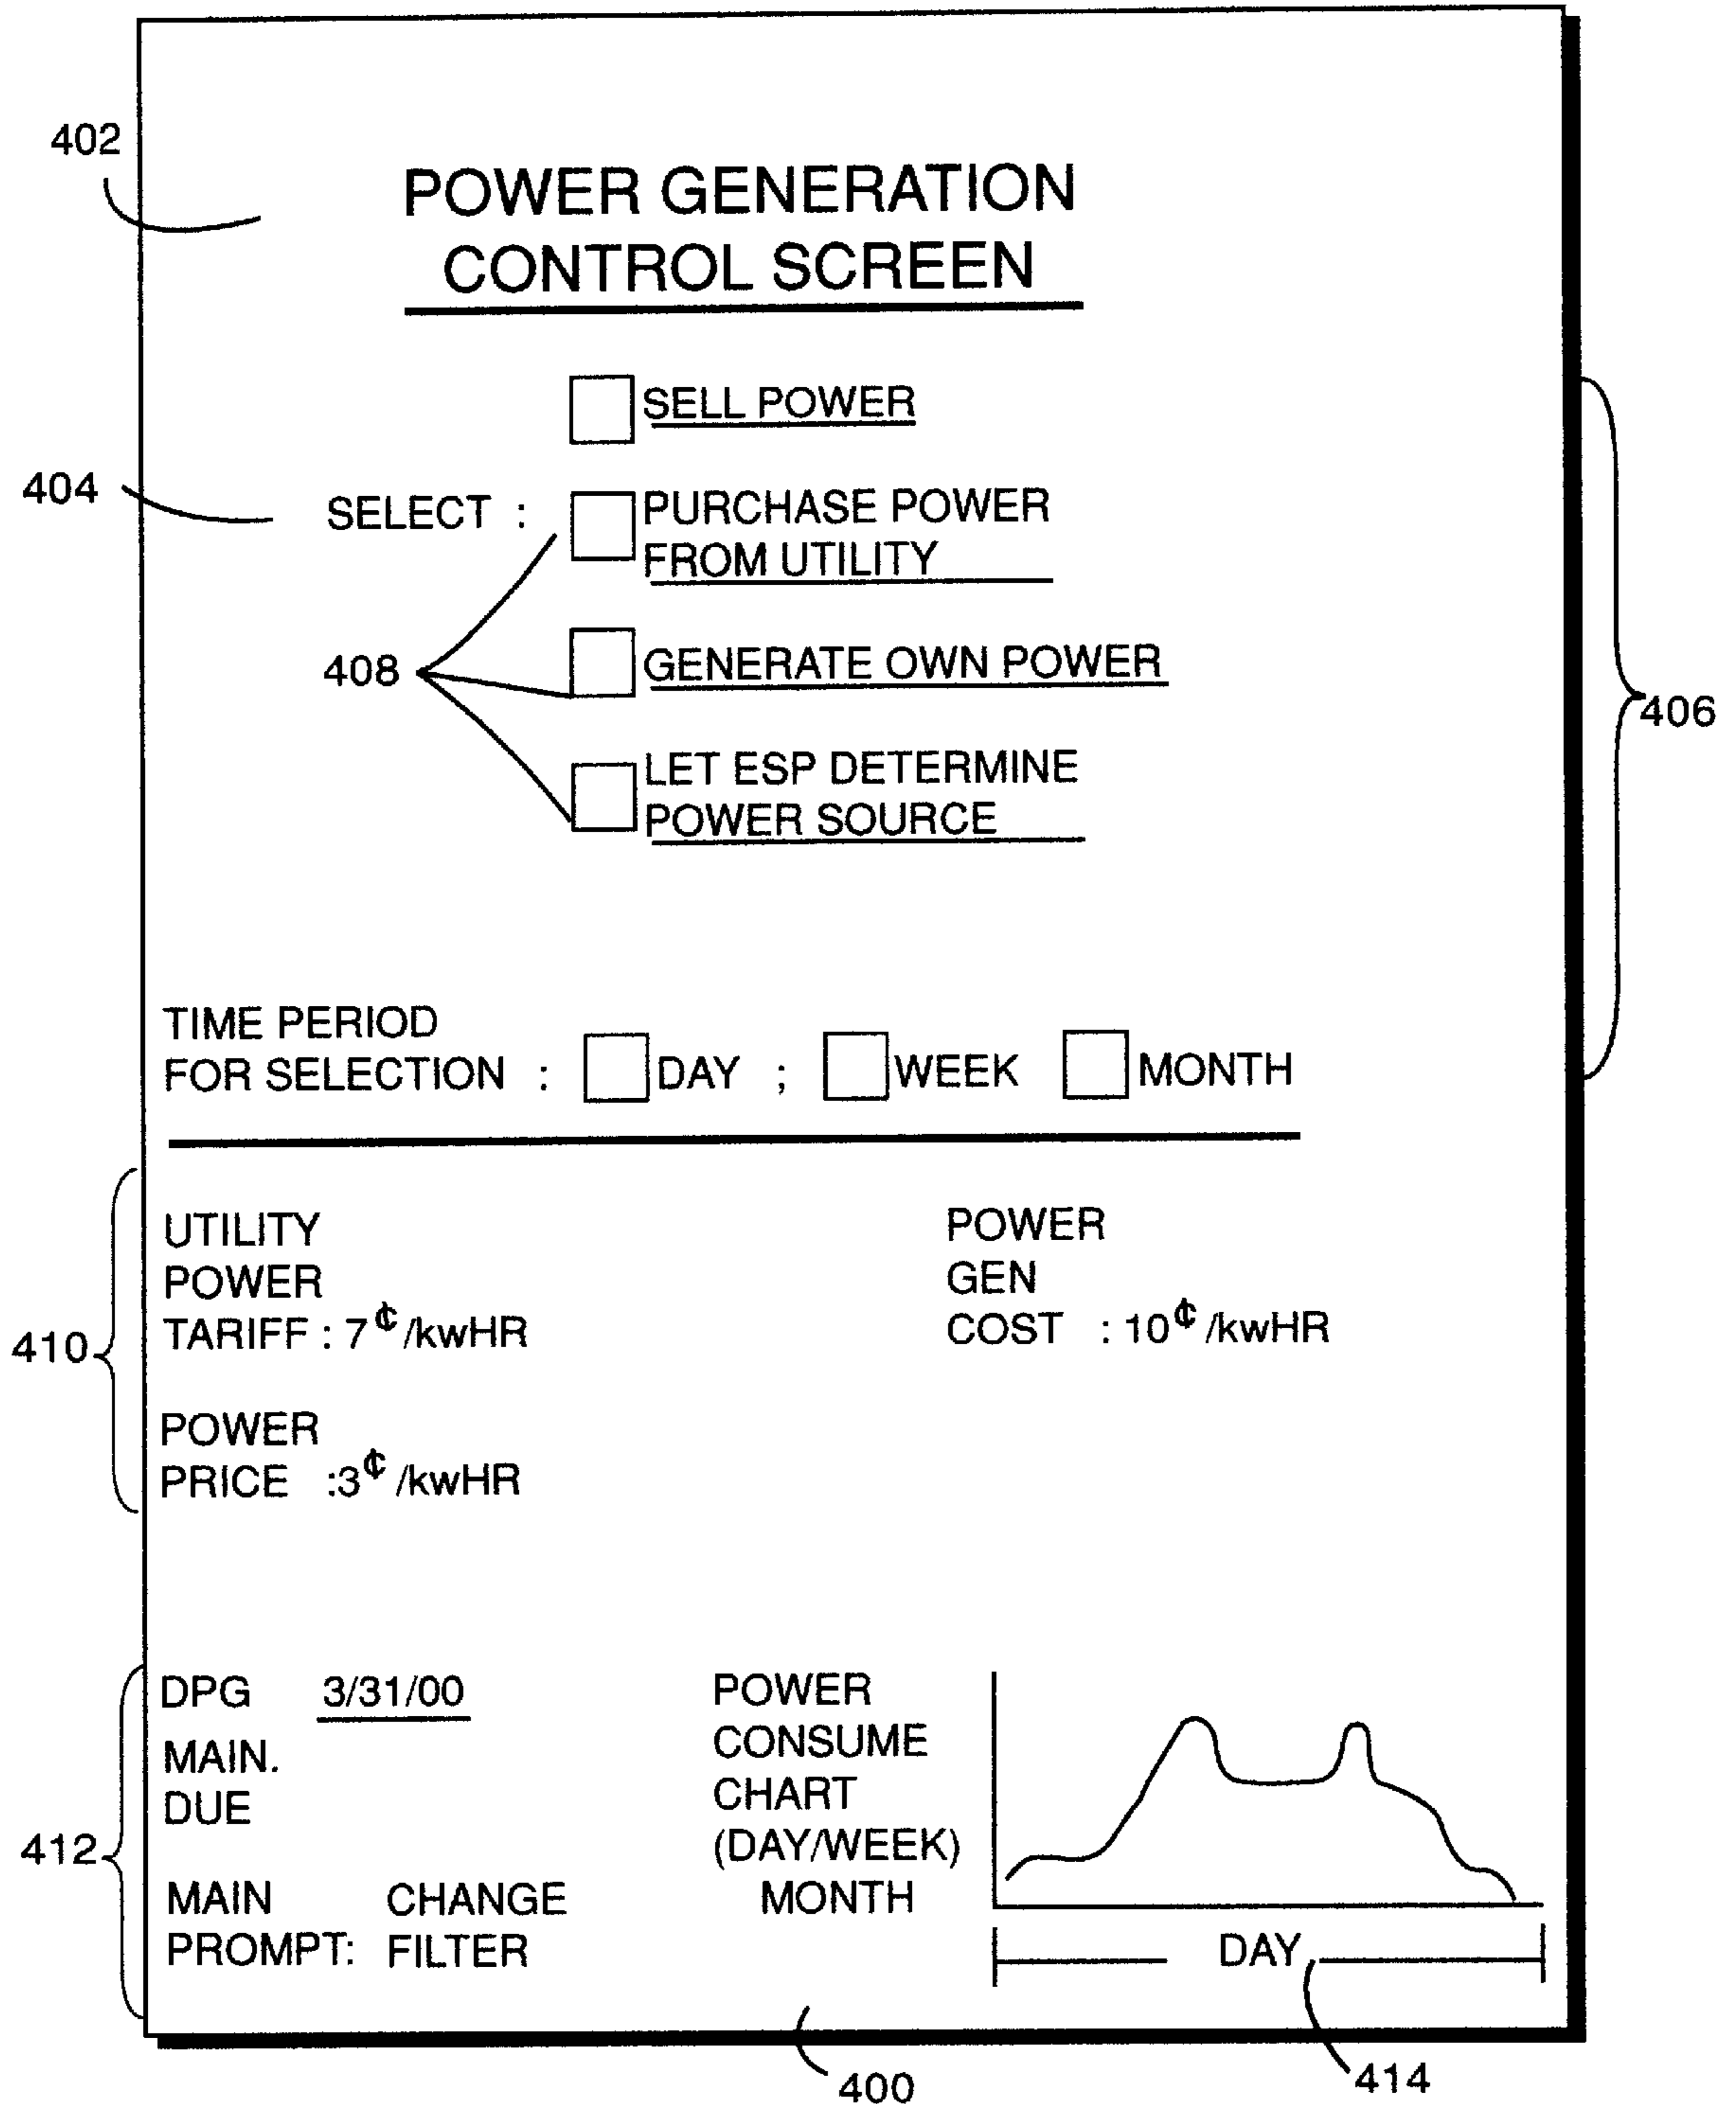 402
POWER GENERATION
CONTROL SCREEN
SELL POWER
404
SELECT :
PURCHASE POWER
FROM UTILITY
408
GENERATE OWN POWER
406
LET ESP DETERMINE
POWER SOURCE
TIME PERIOD
FOR SELECTION : DAY ; WEEK MONTH
UTILITY
POWER
TARIFF : 7¢/kwHR
POWER
GEN
COST : 10¢/kwHR
410
POWER
PRICE :3¢/kwHR
DPG 3/31/00
MAIN.
DUE
412
MAIN CHANGE
PROMPT: FILTER
POWER
CONSUME
CHART
(DAY/WEEK)
MONTH
DAY
400
414